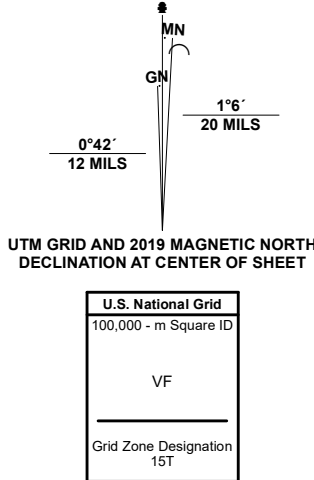 MN
GN
1°6´
20 MILS
0°42´
12 MILS
UTM GRID AND 2019 MAGNETIC NORTH
DECLINATION AT CENTER OF SHEET
U.S. National Grid
100,000 - m Square ID
VF
Grid Zone Designation
15T